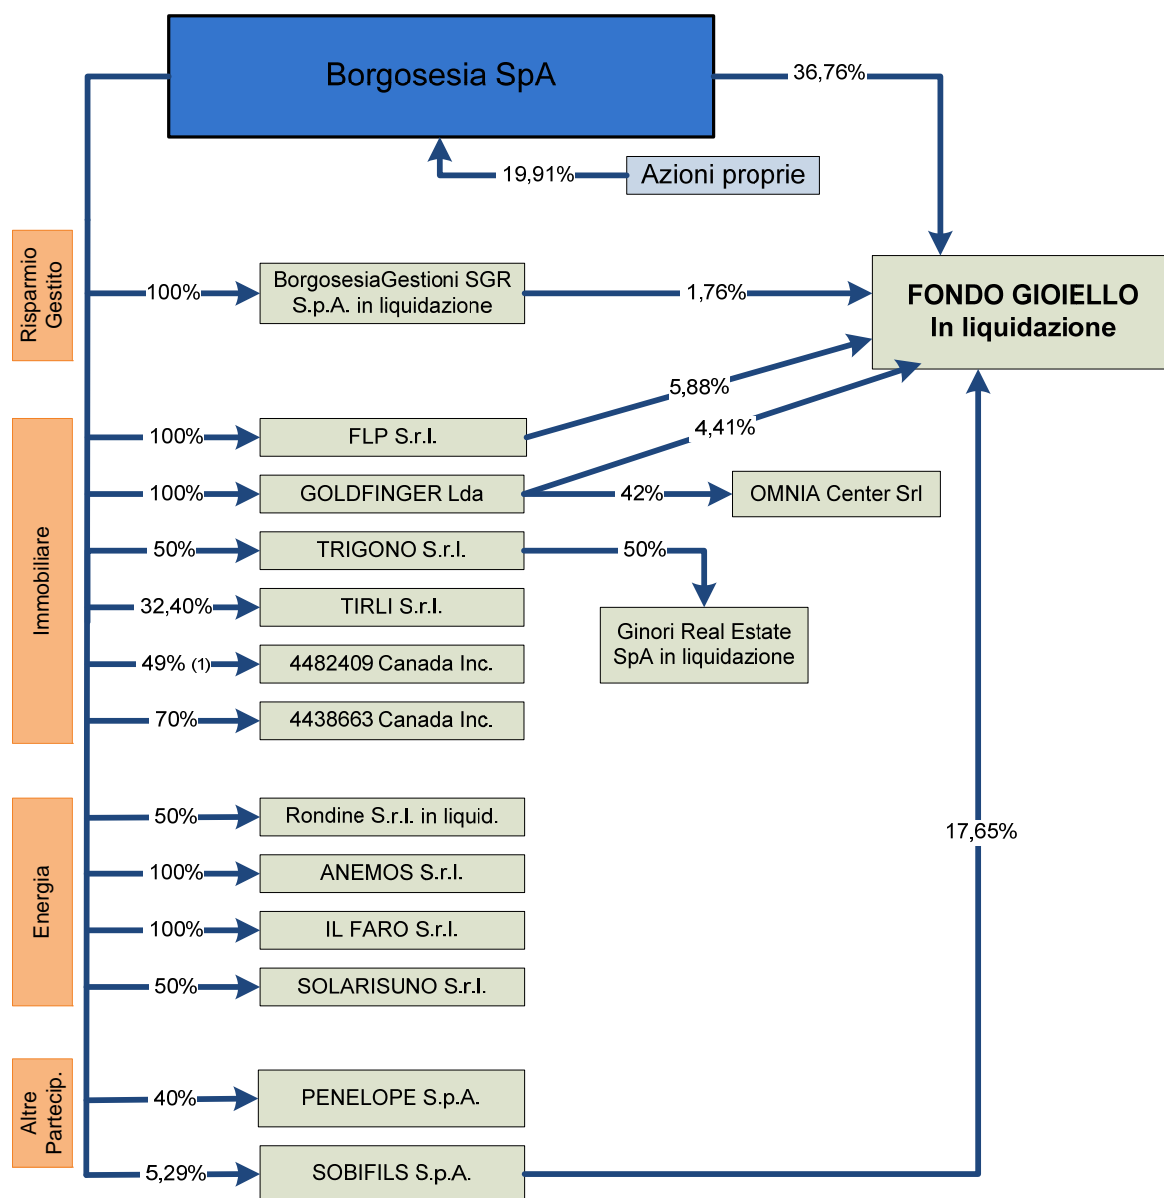 Borgosesia SpA
36,76%
19,91%
Azioni proprie
Risparmio
Gestito
100%
BorgosesiaGestioni SGR
S.p.A. in liquidazione
1,76%
FONDO GIOIELLO
In liquidazione
Immobiliare
100%
FLP S.r.l.
5,88%
100%
GOLDFINGER Lda
4,41%
42%
OMNIA Center Srl
50%
TRIGONO S.r.l.
50%
Ginori Real Estate
SpA in liquidazione
32,40%
TIRLI S.r.l.
49% (1)
4482409 Canada Inc.
70%
4438663 Canada Inc.
Energia
50%
Rondine S.r.l. in liquid.
17,65%
100%
ANEMOS S.r.l.
100%
IL FARO S.r.l.
50%
SOLARISUNO S.r.l.
Altre
Partecip.
40%
PENELOPE S.p.A.
5,29%
SOBIFILS S.p.A.